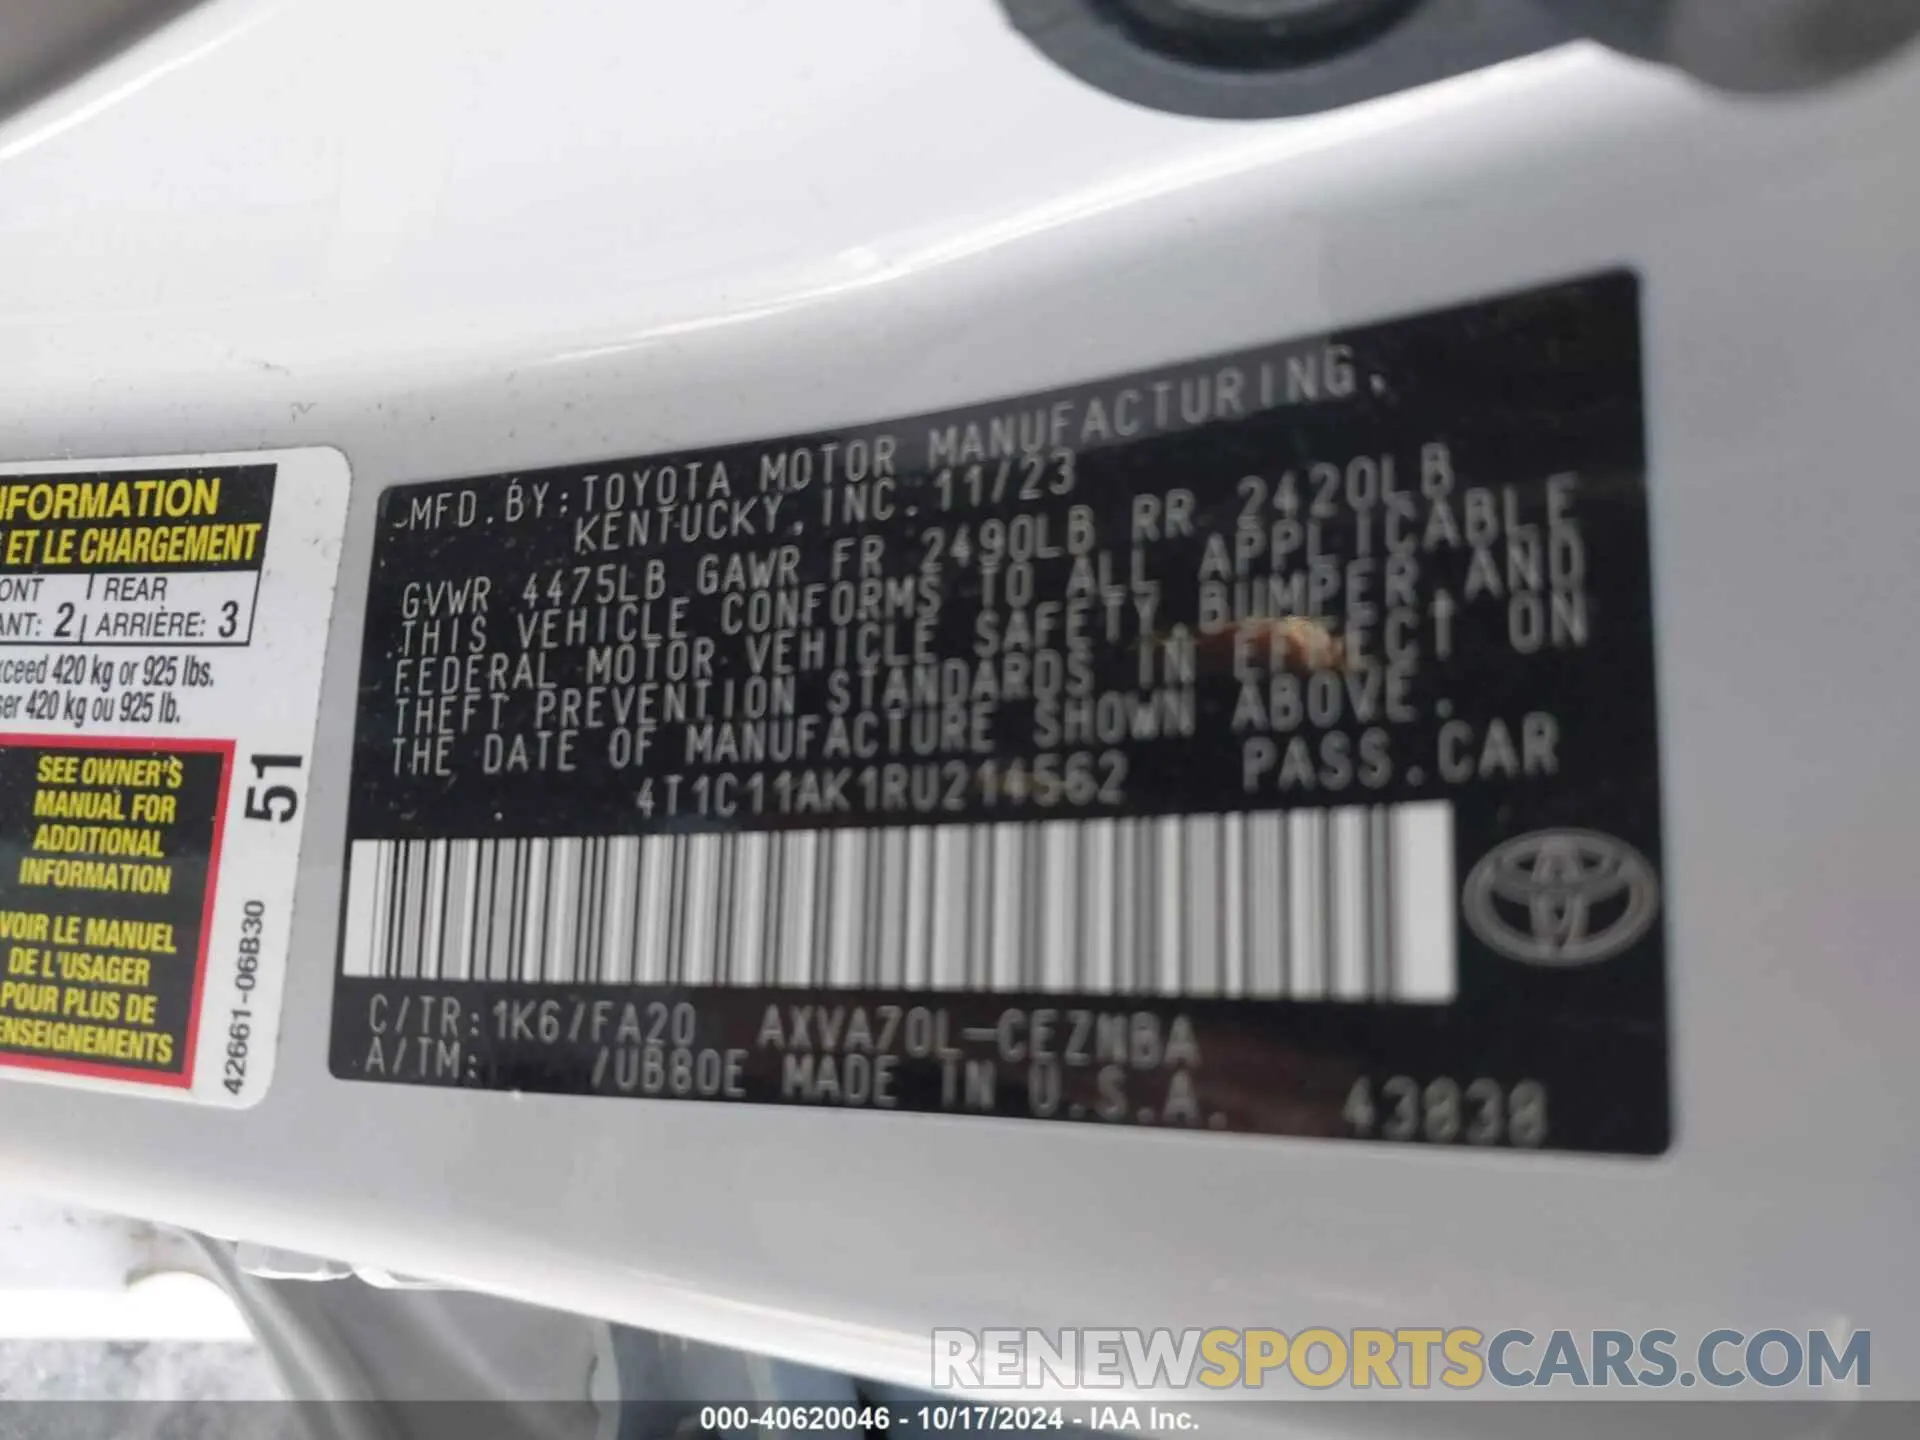 NFORMATION
ET LE CHARGEMENT
ONT REAR
ANT: 2 ARRIÈRE: 3
xceed 420 kg or 925 lbs.
ser 420 kg ou 925 lb.
SEE OWNER'S
MANUAL FOR
ADDITIONAL
INFORMATION
VOIR LE MANUEL
DE L'USAGER
POUR PLUS DE
ENSEIGNEMENTS
51
42661-06B30
MFD. BY: TOYOTA MOTOR MANUFACTURING,
KENTUCKY, INC. 11/23
GVWR 4475LB GAWR FR 2490LB RR 2420LB
THIS VEHICLE CONFORMS TO ALL APPLICABLE
FEDERAL MOTOR VEHICLE SAFETY, BUMPER, AND
THEFT PREVENTION STANDARDS IN EFFECT ON
THE DATE OF MANUFACTURE SHOWN ABOVE.
4T1C11AK1RU214562 PASS. CAR
C/TR: 1K6/FA20 AXVA70L-CEZNBA
A/TM: /UB80E MADE IN U.S.A. 43030
RENEWSPORTSCARS.COM
000-40620046 - 10/17/2024 - IAA Inc.